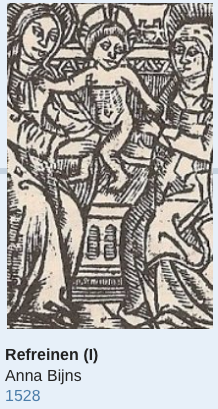 Refreinen (I)
Anna Bijns
1528